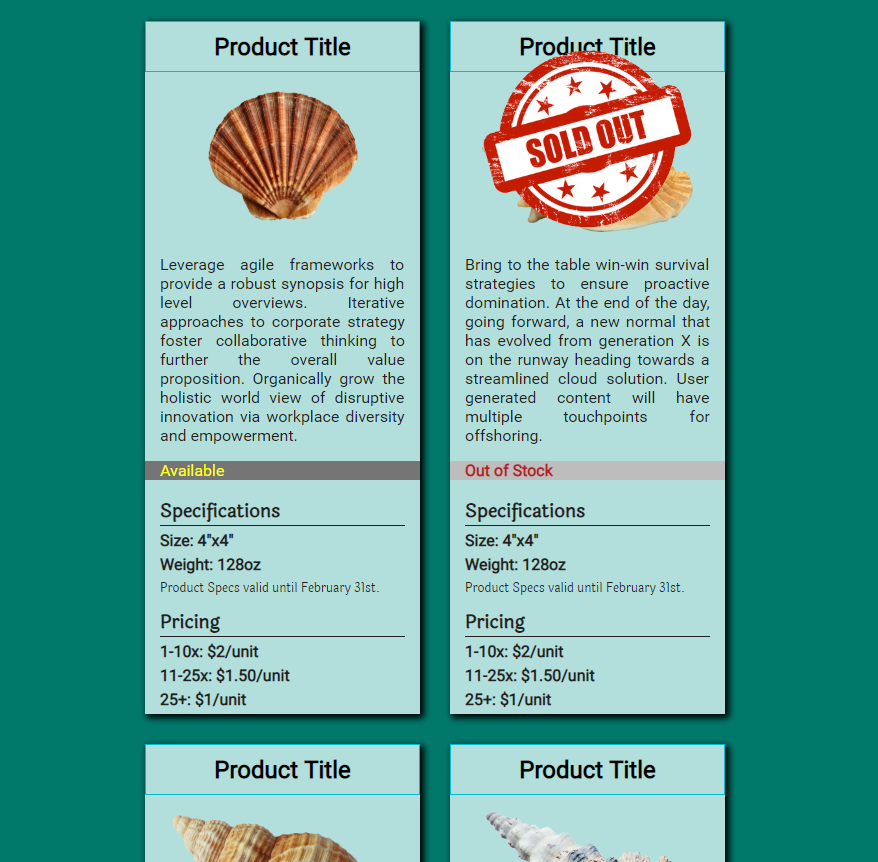 Product Title
Leverage agile frameworks to
provide a robust synopsis for high
level overviews. Iterative
approaches to corporate strategy
foster collaborative thinking to
further the overall value
proposition. Organically grow the
holistic world view of disruptive
innovation via workplace diversity
and empowerment.
Available
Specifications
Size: 4"x4"
Weight: 128oz
Product Specs valid until February 31st.
Pricing
1-10x: $2/unit
11-25x: $1.50/unit
25+: $1/unit
Product Title
SOLD OUT
Bring to the table win-win survival
strategies to ensure proactive
domination. At the end of the day,
going forward, a new normal that
has evolved from generation X is
on the runway heading towards a
streamlined cloud solution. User
generated content will have
multiple touchpoints for
offshoring.
Out of Stock
Specifications
Size: 4"x4"
Weight: 128oz
Product Specs valid until February 31st.
Pricing
1-10x: $2/unit
11-25x: $1.50/unit
25+: $1/unit
Product Title
Product Title